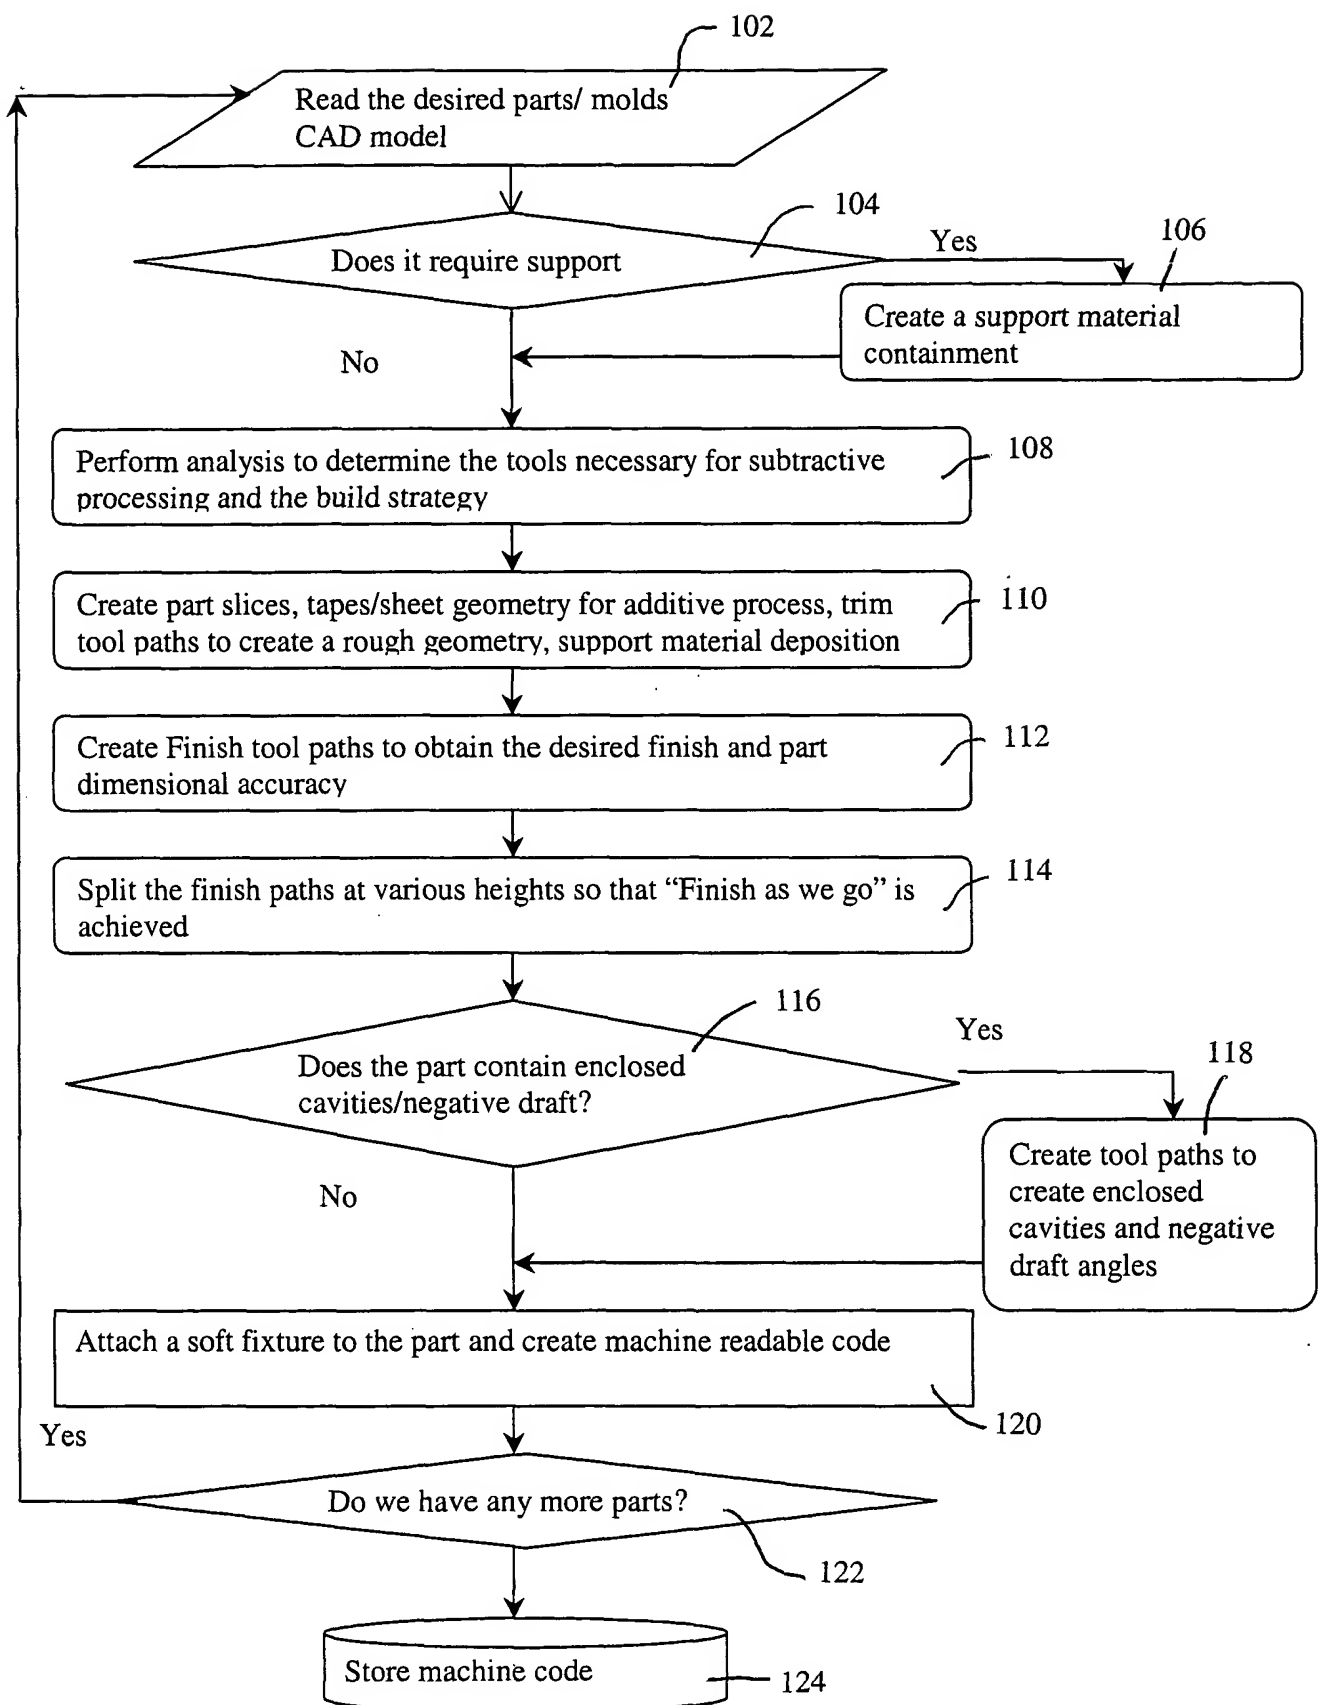 102
Read the desired parts/ molds
CAD model
104
Does it require support
Yes
106
Create a support material
containment
No
Perform analysis to determine the tools necessary for subtractive
processing and the build strategy
108
Create part slices, tapes/sheet geometry for additive process, trim
tool paths to create a rough geometry, support material deposition
110
Create Finish tool paths to obtain the desired finish and part
dimensional accuracy
112
Split the finish paths at various heights so that “Finish as we go” is
achieved
114
116
Does the part contain enclosed
cavities/negative draft?
Yes
118
Create tool paths to
create enclosed
cavities and negative
draft angles
No
Attach a soft fixture to the part and create machine readable code
120
Yes
Do we have any more parts?
122
Store machine code
124